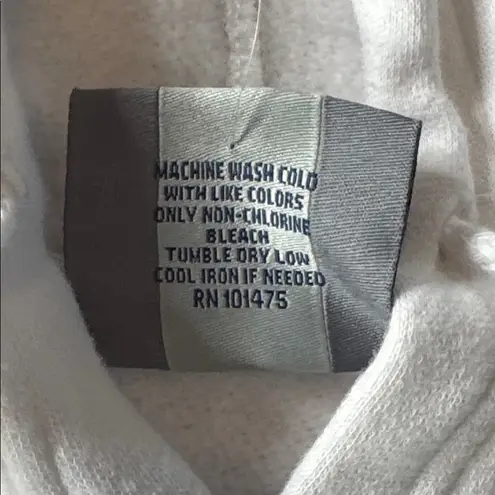 MACHINE WASH COLD
WITH LIKE COLORS
ONLY NON-CHLORINE
BLEACH
TUMBLE DRY LOW
COOL IRON IF NEEDED
RN 101475